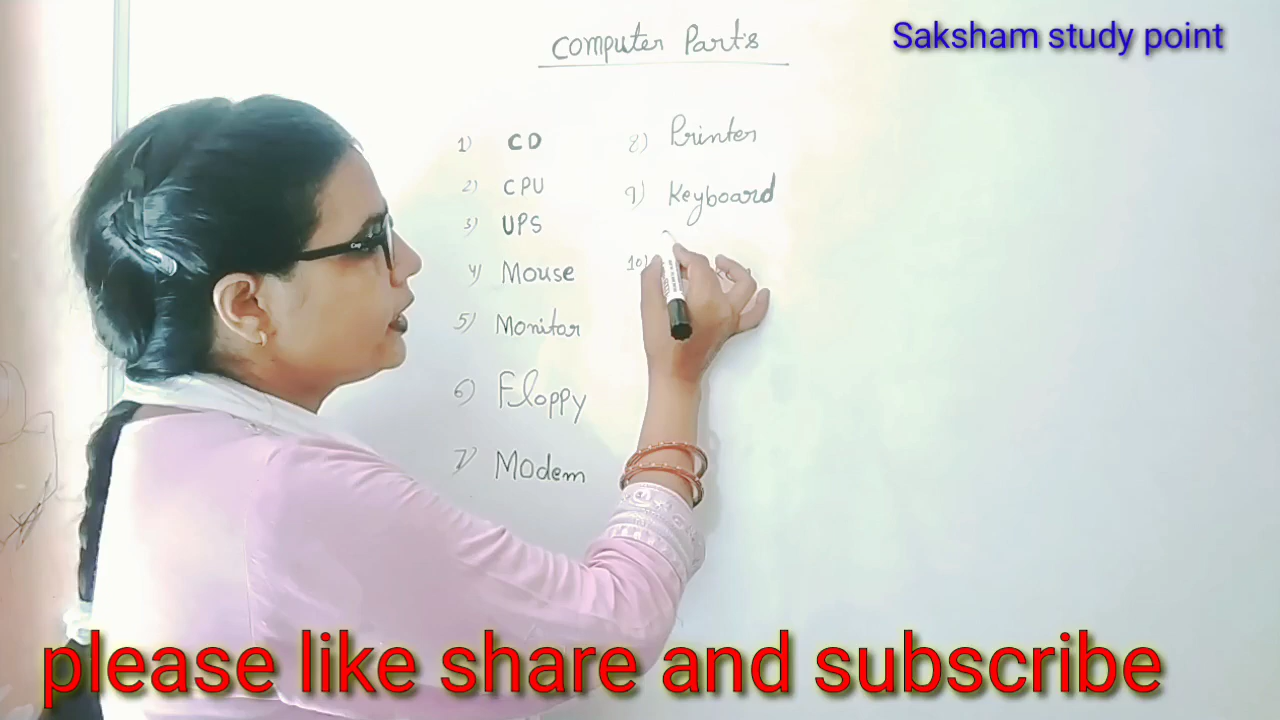 Computer Part's
Saksham study point
1) CD
2) CPU
3) UPS
4) Mouse
5) Monitor
6) Floppy
7) Modem
8) Printer
9) Keyboard
10)
please like share and subscribe